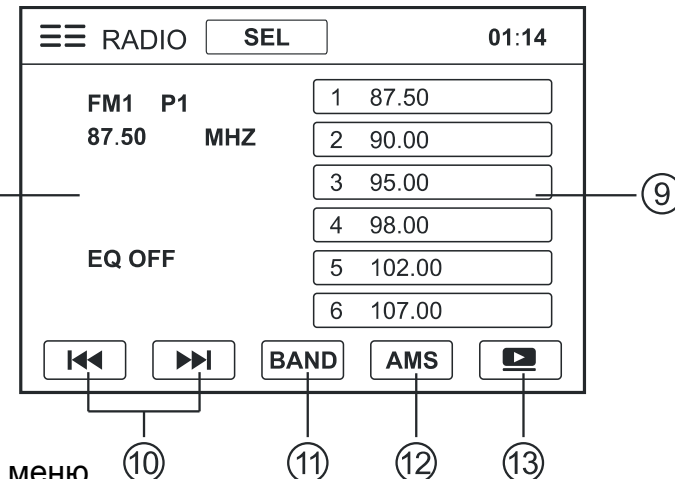 RADIO SEL 01:14
FM1 P1
87.50 MHZ
EQ OFF
1 87.50
2 90.00
3 95.00
4 98.00
5 102.00
6 107.00
9
BAND AMS
10 11 12 13
меню